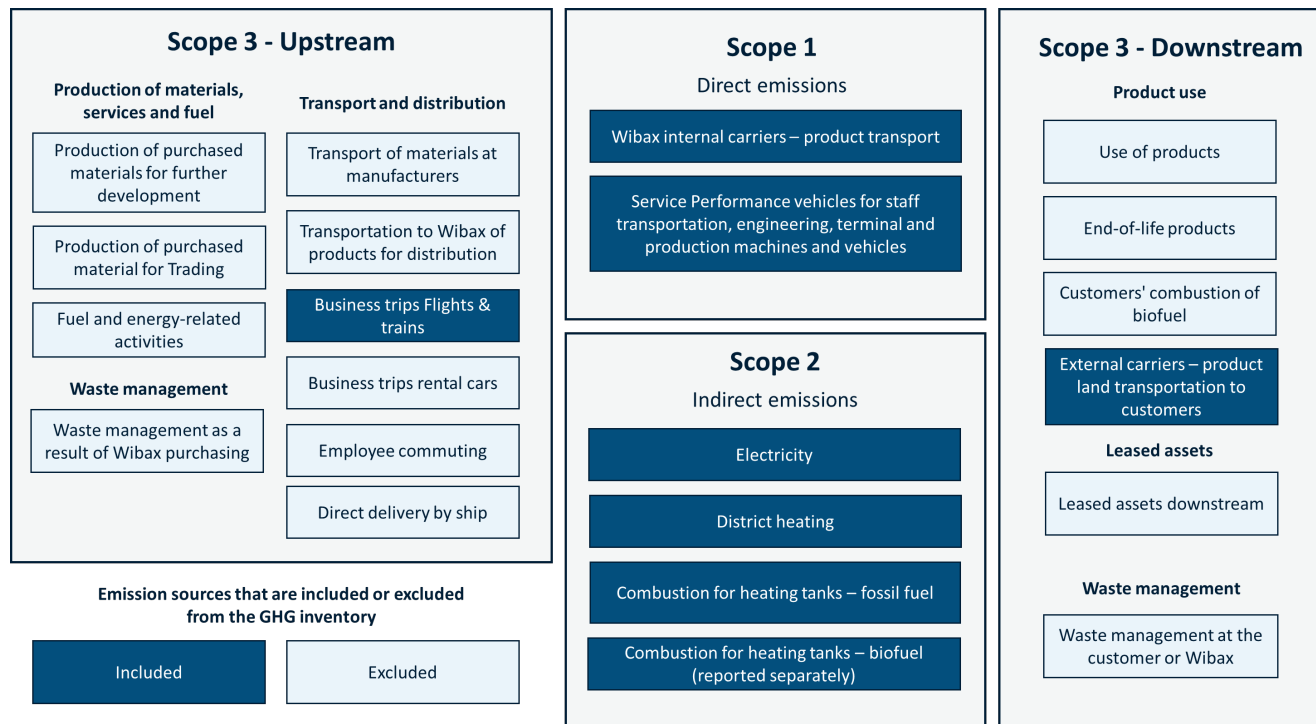 Scope 3 - Upstream
Production of materials,
services and fuel
Production of purchased
materials for further
development
Production of purchased
material for Trading
Fuel and energy-related
activities
Waste management
Waste management as a
result of Wibax purchasing
Transport and distribution
Transport of materials at
manufacturers
Transportation to Wibax of
products for distribution
Business trips Flights &
trains
Business trips rental cars
Employee commuting
Direct delivery by ship
Emission sources that are included or excluded
from the GHG inventory
Included
Excluded
Scope 1
Direct emissions
Wibax internal carriers – product transport
Service Performance vehicles for staff
transportation, engineering, terminal and
production machines and vehicles
Scope 2
Indirect emissions
Electricity
District heating
Combustion for heating tanks – fossil fuel
Combustion for heating tanks – biofuel
(reported separately)
Scope 3 - Downstream
Product use
Use of products
End-of-life products
Customers' combustion of
biofuel
External carriers – product
land transportation to
customers
Leased assets
Leased assets downstream
Waste management
Waste management at the
customer or Wibax